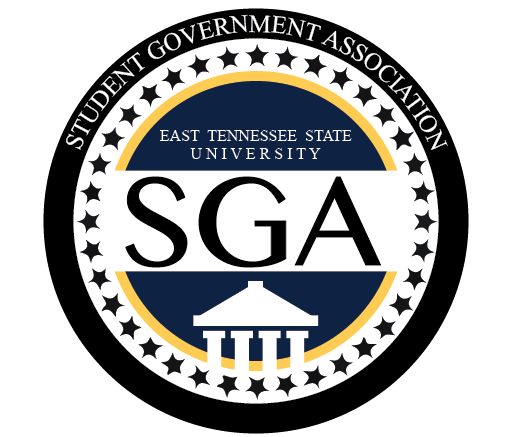 STUDENT GOVERNMENT ASSOCIATION
EAST TENNESSEE STATE
UNIVERSITY
SGA